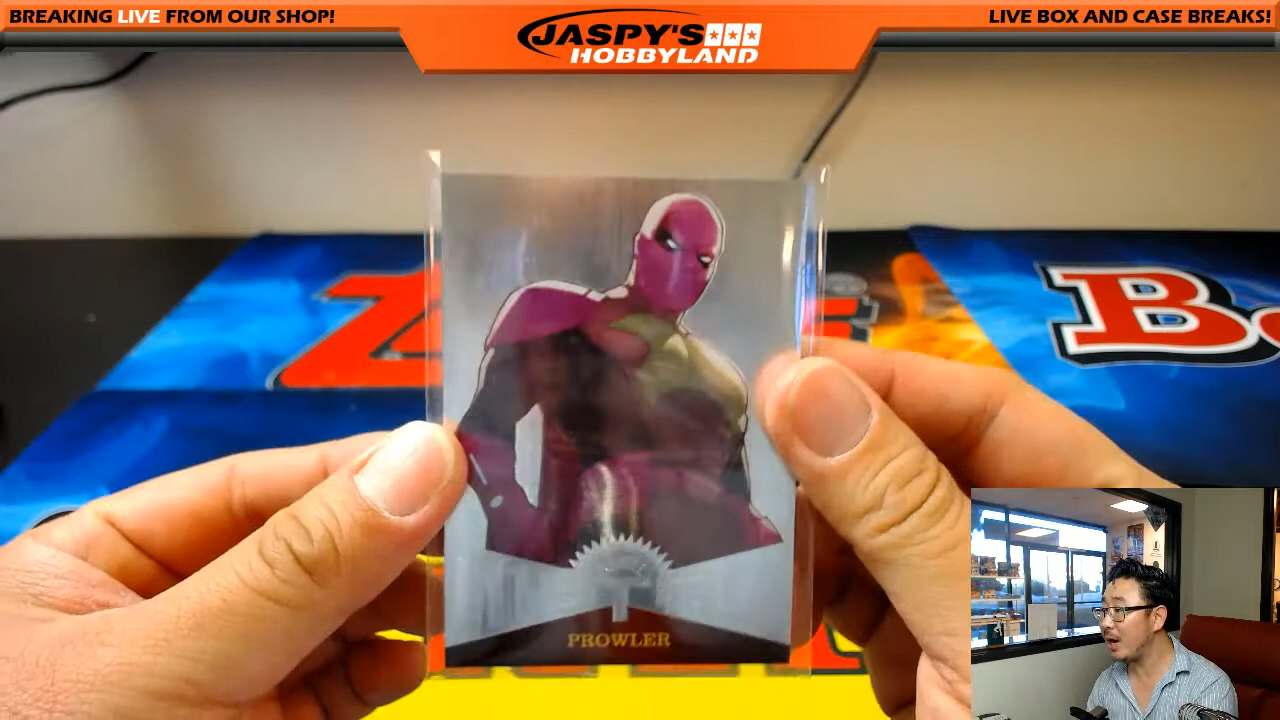 BREAKING LIVE FROM OUR SHOP!
JASPY'S
HOBBYLAND
LIVE BOX AND CASE BREAKS!
B
PROWLER